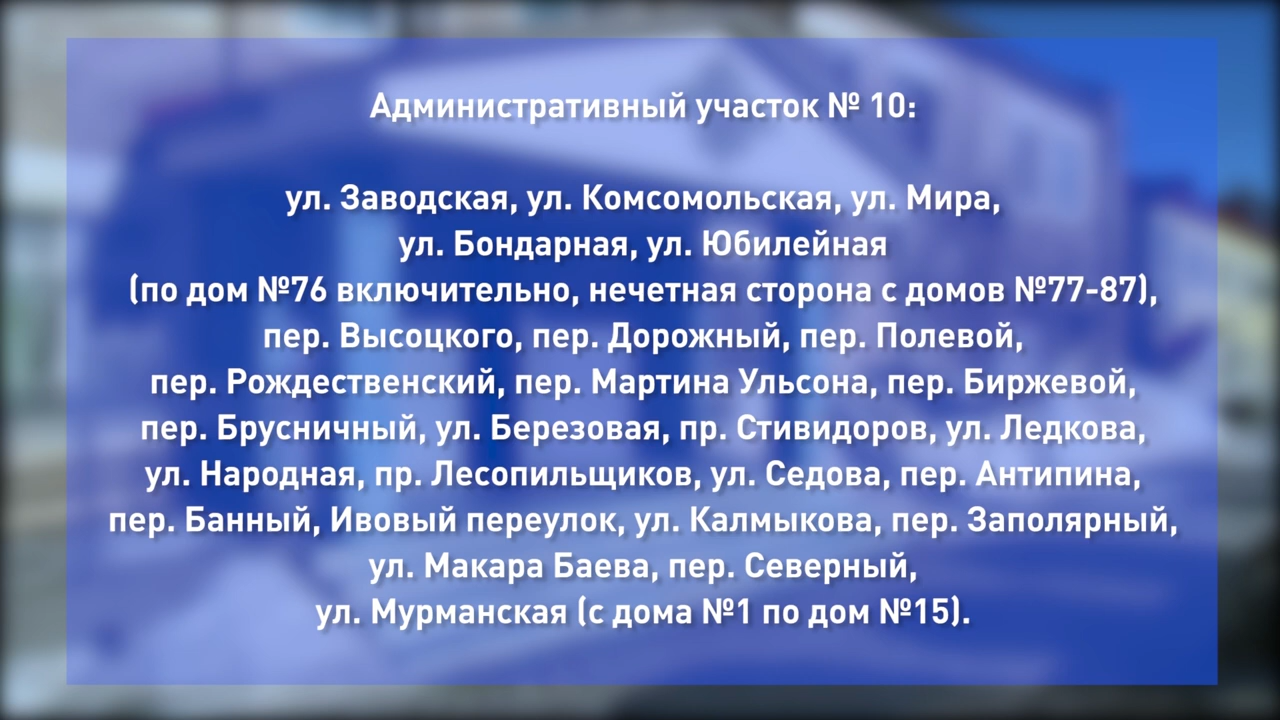 Административный участок № 10:
ул. Заводская, ул. Комсомольская, ул. Мира,
ул. Бондарная, ул. Юбилейная
(по дом №76 включительно, нечетная сторона с домов №77-87),
пер. Высоцкого, пер. Дорожный, пер. Полевой,
пер. Рождественский, пер. Мартина Ульсона, пер. Биржевой,
пер. Брусничный, ул. Березовая, пр. Стивидоров, ул. Ледкова,
ул. Народная, пр. Лесопильщиков, ул. Седова, пер. Антипина,
пер. Банный, Ивовый переулок, ул. Калмыкова, пер. Заполярный,
ул. Макара Баева, пер. Северный,
ул. Мурманская (с дома №1 по дом №15).